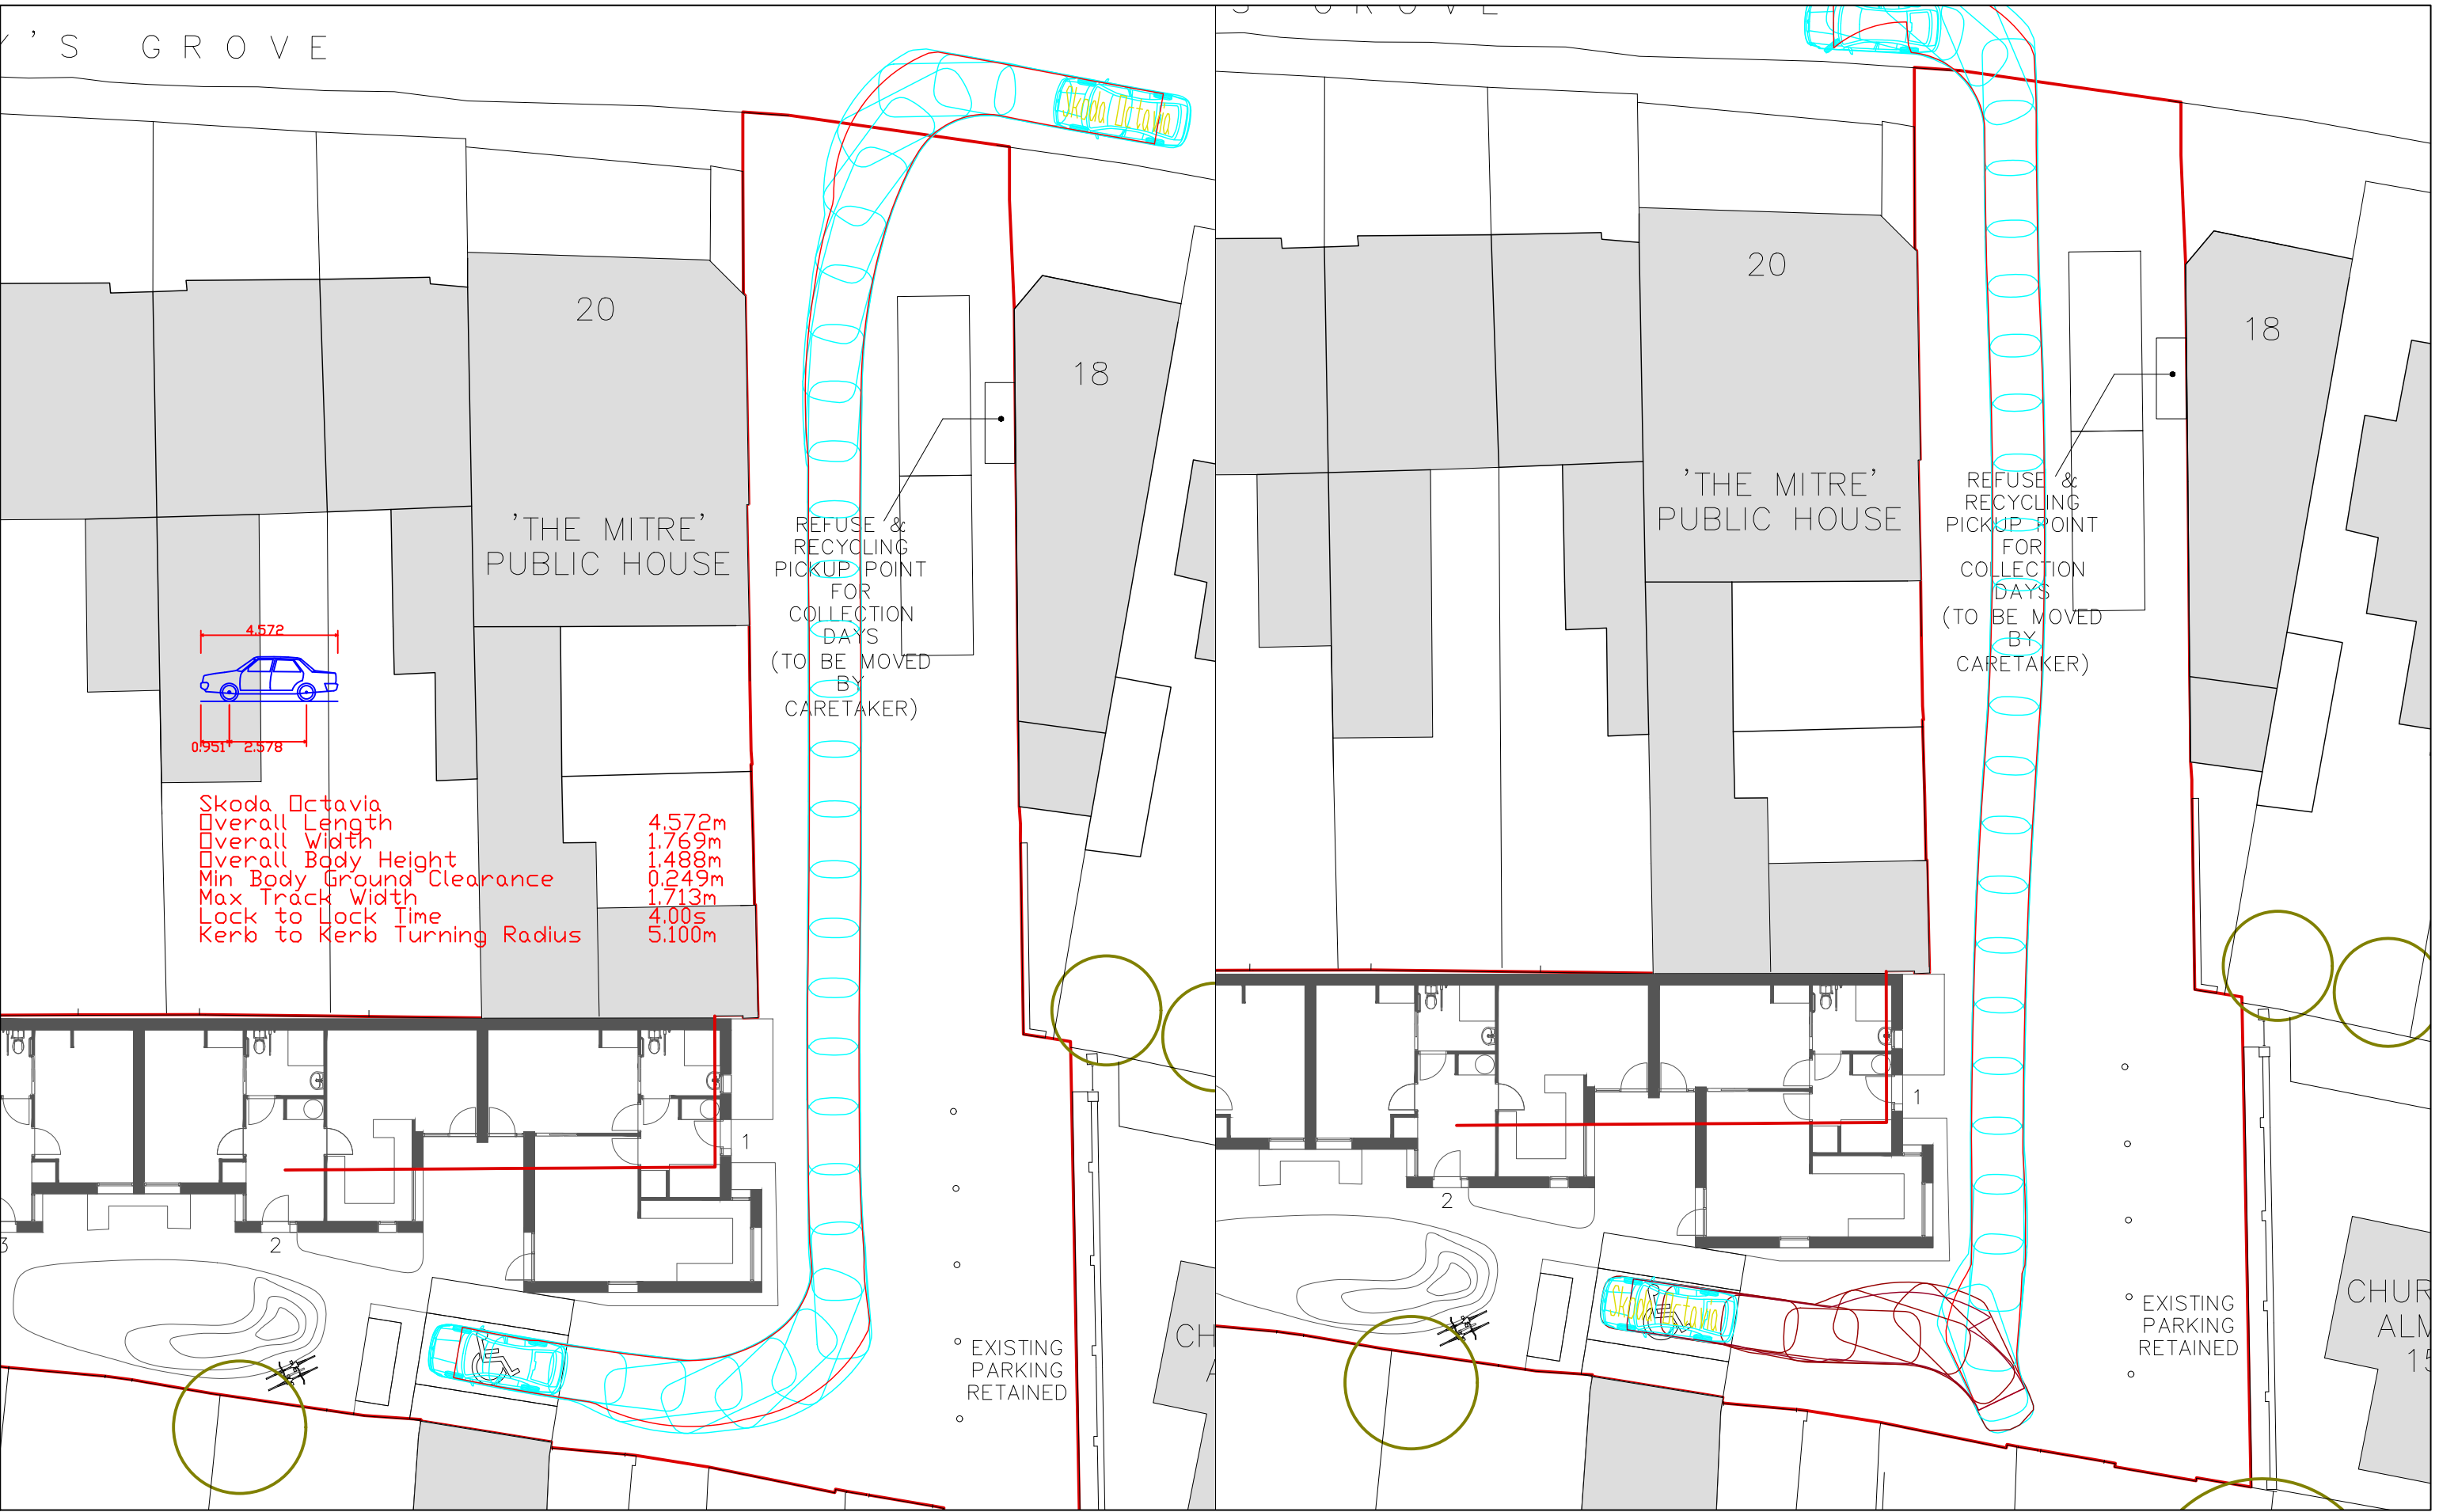 'S GROVE
20
'THE MITRE'
PUBLIC HOUSE
18
Skoda Octavia
REFUSE &
RECYCLING
PICKUP POINT
FOR
COLLECTION
DAYS
(TO BE MOVED
BY
CARETAKER)
4.572
0.951
2.578
Skoda Octavia
Overall Length 4.572m
Overall Width 1.769m
Overall Body Height 1.488m
Min Body Ground Clearance 0.249m
Max Track Width 1.713m
Lock to Lock Time 4.00s
Kerb to Kerb Turning Radius 5.100m
1
2
3
EXISTING
PARKING
RETAINED
CH
A
S GROVE
20
'THE MITRE'
PUBLIC HOUSE
18
REFUSE &
RECYCLING
PICKUP POINT
FOR
COLLECTION
DAYS
(TO BE MOVED
BY
CARETAKER)
1
2
Skoda Octavia
EXISTING
PARKING
RETAINED
CHUR
ALM
15